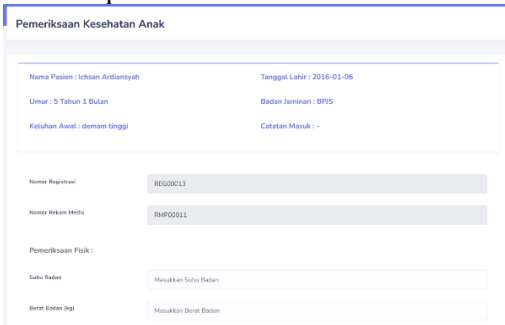 Pemeriksaan Kesehatan Anak
Nama Pasien : Ichsan Ardiansyah
Tanggal Lahir : 2016-01-06
Umur : 5 Tahun 1 Bulan
Badan Jaminan : BPJS
Keluhan Awal : demam tinggi
Catatan Masuk : -
Nomor Registrasi
REG00013
Nomor Rekam Medis
RMP00011
Pemeriksaan Fisik :
Suhu Badan
Masukkan Suhu Badan
Berat Badan (kg)
Masukkan Berat Badan